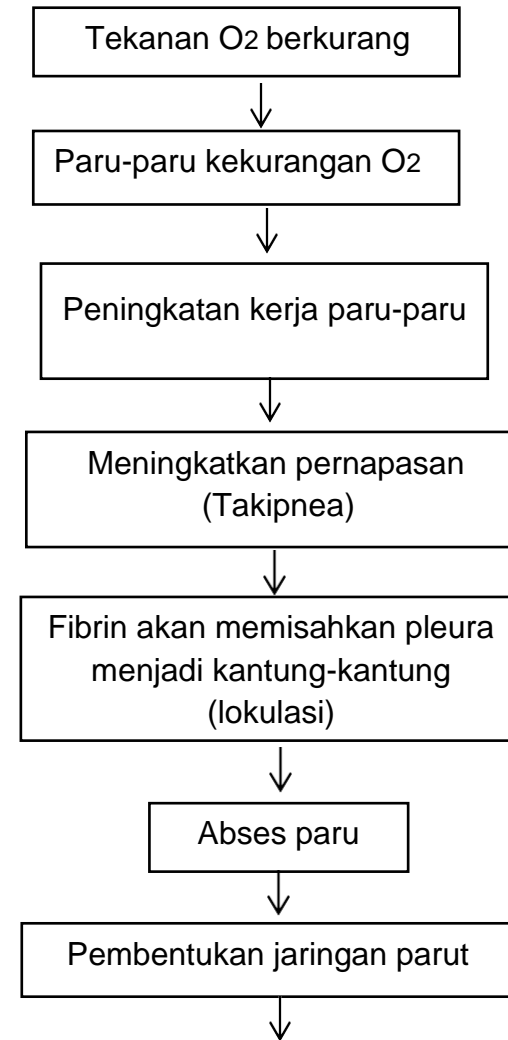 Tekanan O2 berkurang
Paru-paru kekurangan O2
Peningkatan kerja paru-paru
Meningkatkan pernapasan
(Takipnea)
Fibrin akan memisahkan pleura
menjadi kantung-kantung
(lokulasi)
Abses paru
Pembentukan jaringan parut